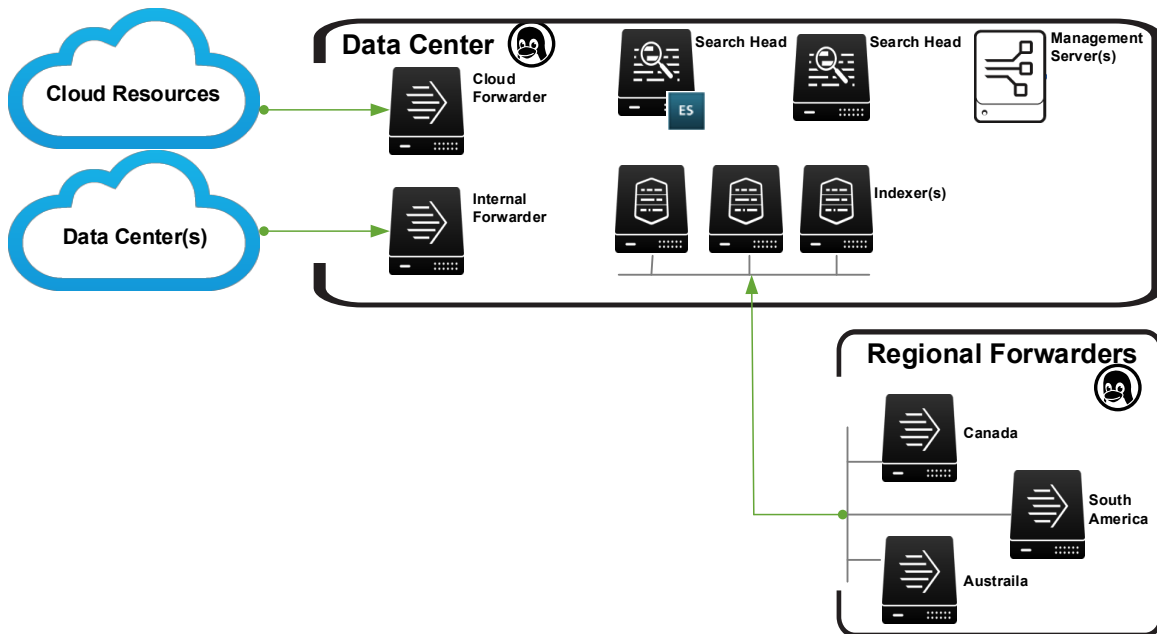 Data Center
Search Head
Search Head
Management
Server(s)
Cloud Resources
Cloud
Forwarder
ES
Data Center(s)
Internal
Forwarder
Indexer(s)
Regional Forwarders
Canada
South
America
Austraila